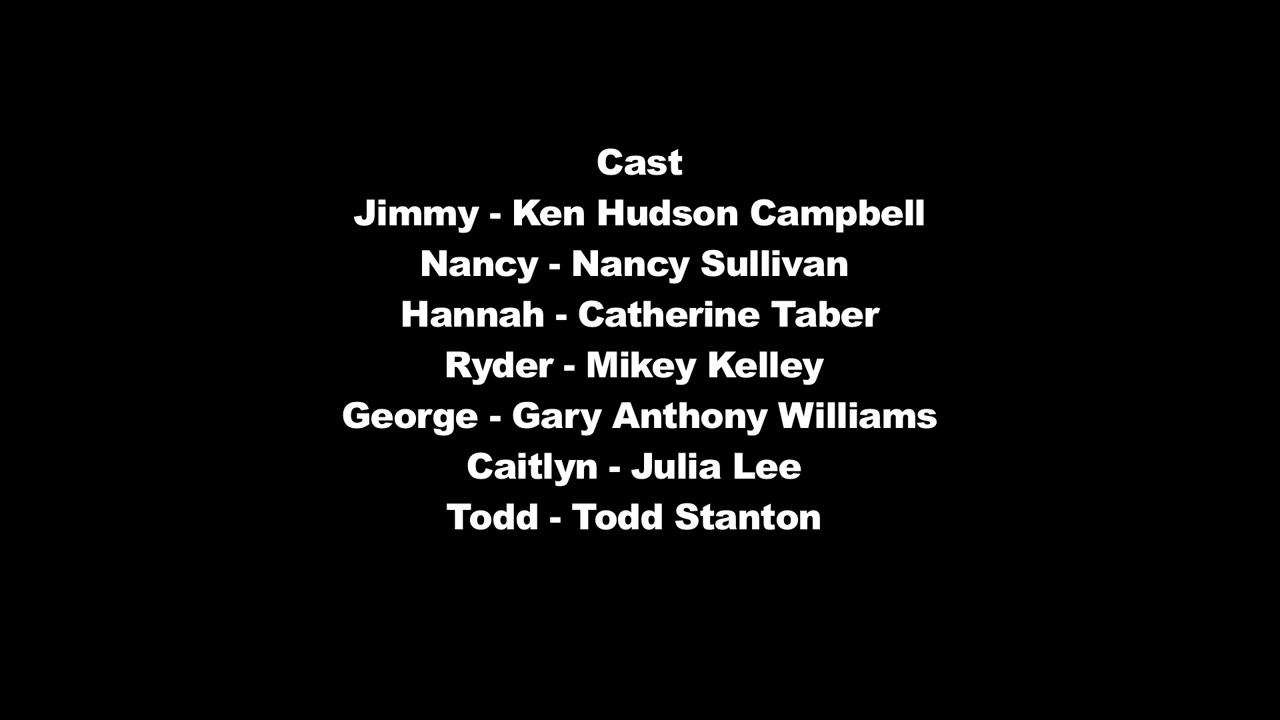 Cast
Jimmy - Ken Hudson Campbell
Nancy - Nancy Sullivan
Hannah - Catherine Taber
Ryder - Mikey Kelley
George - Gary Anthony Williams
Caitlyn - Julia Lee
Todd - Todd Stanton